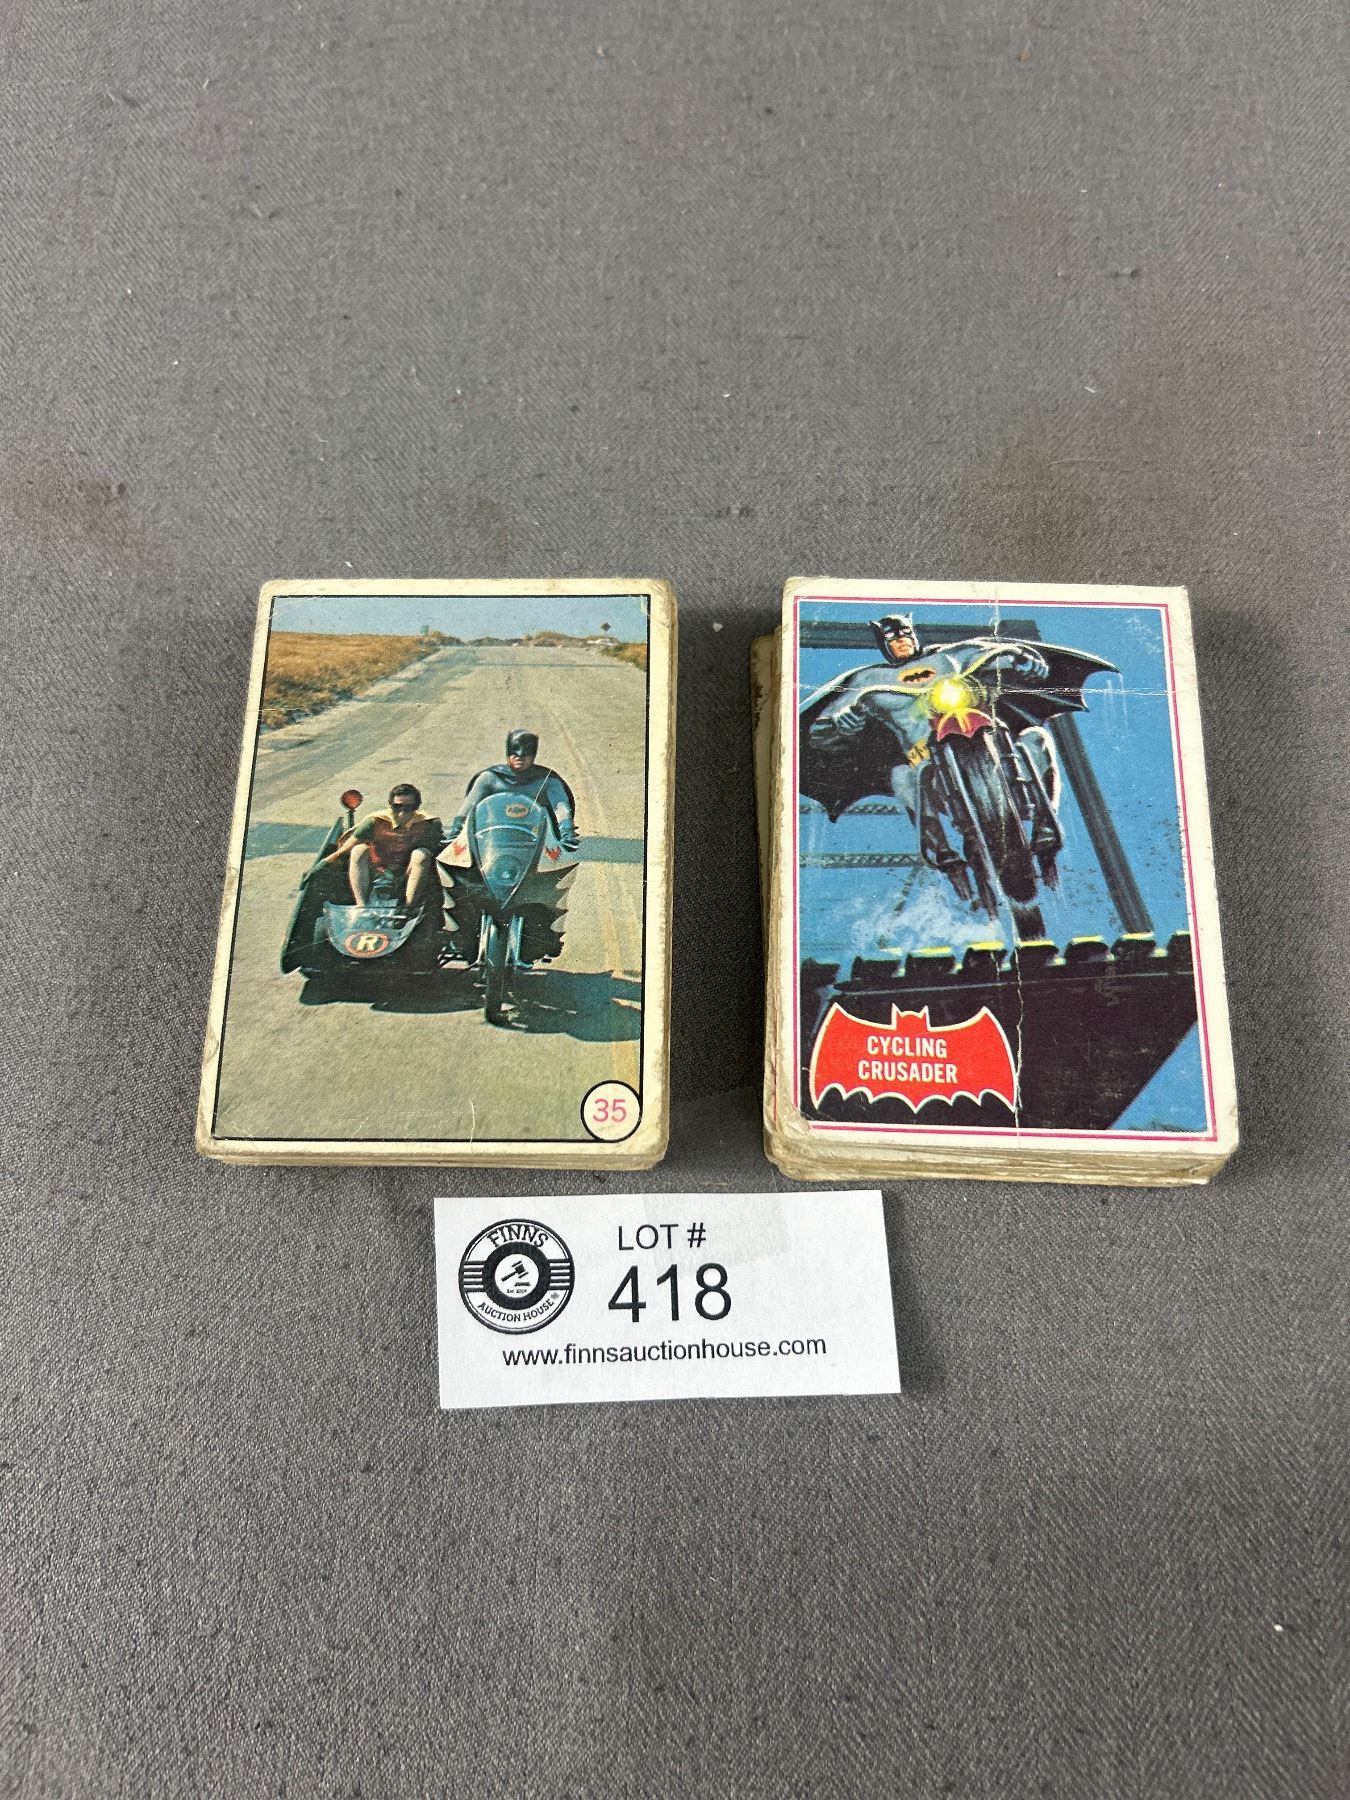 35
CYCLING
CRUSADER
R
FINNS
AUCTION HOUSE
LOT #
418
www.finnsauctionhouse.com